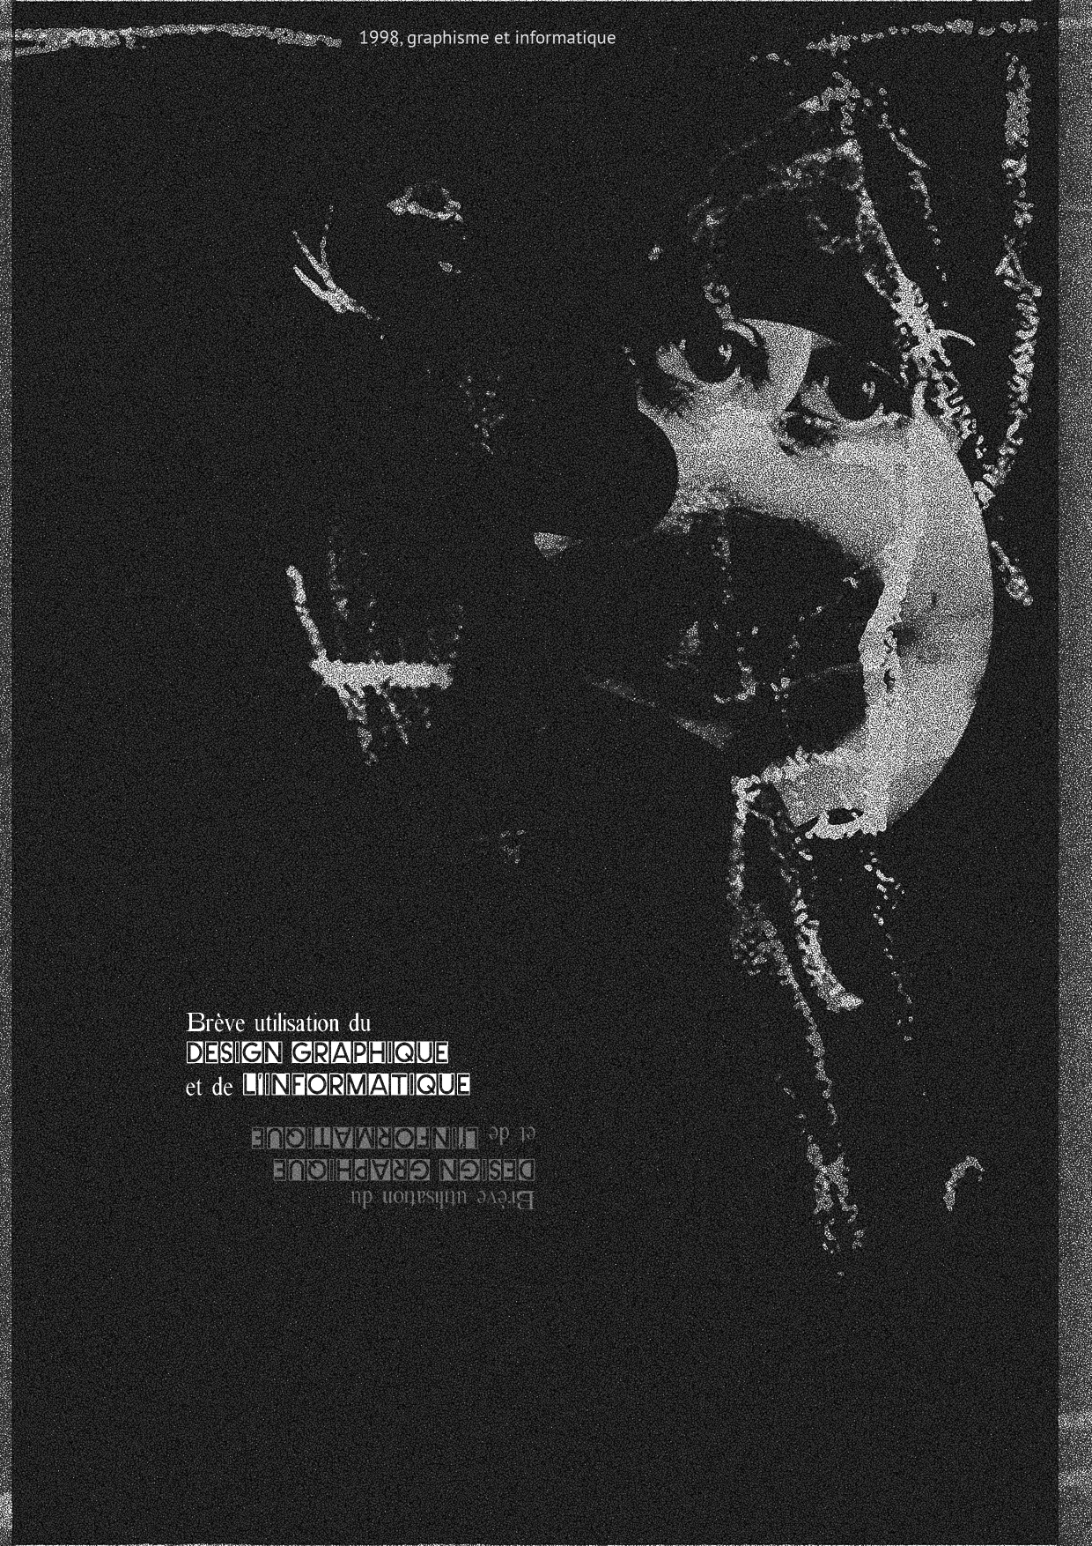 1998, graphisme et informatique
Brève utilisation du
DESIGN GRAPHIQUE
et de L'INFORMATIQUE
et de L'INFORMATIQUE
DESIGN GRAPHIQUE
Brève utilisation du